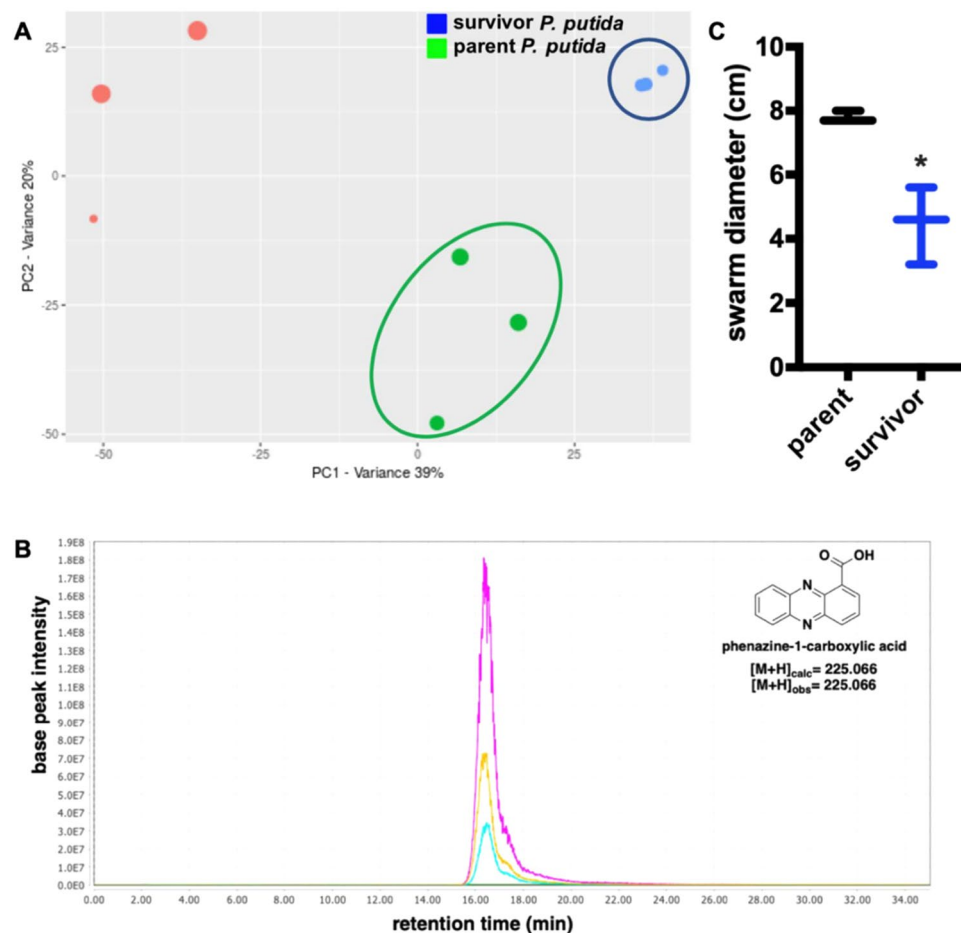 A
survivor P. putida
parent P. putida
25
0
-25
-50
PC2 - Variance 20%
-50
-25
0
25
PC1 - Variance 39%
C
10
8
6
4
2
0
swarm diameter (cm)
*
parent
survivor
B
1.9E8
1.8E8
1.7E8
1.6E8
1.5E8
1.4E8
1.3E8
1.2E8
1.1E8
1.0E8
9.0E7
8.0E7
7.0E7
6.0E7
5.0E7
4.0E7
3.0E7
2.0E7
1.0E7
0.0E0
base peak intensity
0.00 2.00 4.00 6.00 8.00 10.00 12.00 14.00 16.00 18.00 20.00 22.00 24.00 26.00 28.00 30.00 32.00 34.00
retention time (min)
O
OH
N
N
phenazine-1-carboxylic acid
[M+H]calc= 225.066
[M+H]obs= 225.066